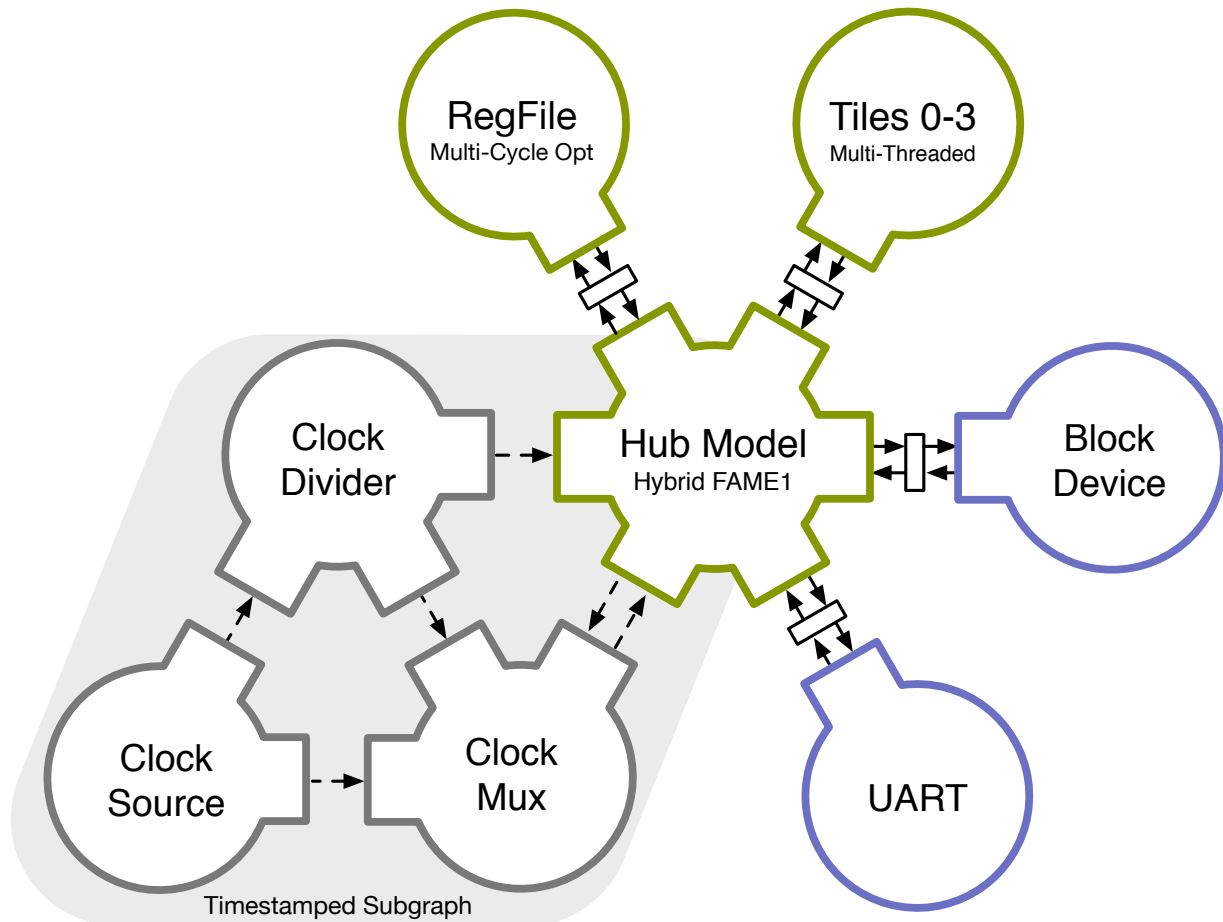 RegFile
Multi-Cycle Opt
Tiles 0-3
Multi-Threaded
Clock
Divider
Hub Model
Hybrid FAME1
Block
Device
Clock
Source
Clock
Mux
UART
Timestamped Subgraph